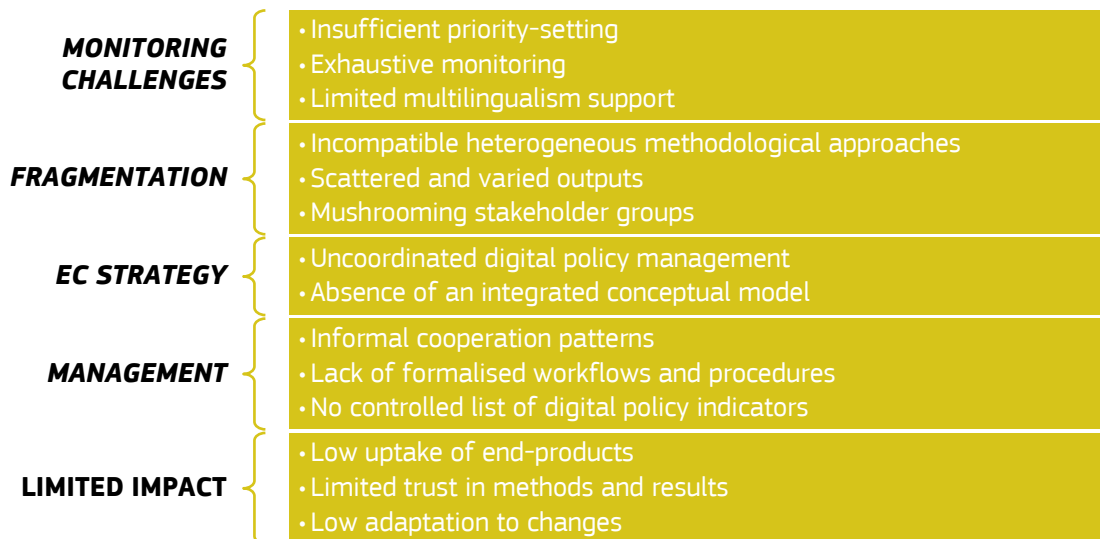 MONITORING
CHALLENGES
• Insufficient priority-setting
• Exhaustive monitoring
• Limited multilingualism support
FRAGMENTATION
• Incompatible heterogeneous methodological approaches
• Scattered and varied outputs
• Mushrooming stakeholder groups
EC STRATEGY
• Uncoordinated digital policy management
• Absence of an integrated conceptual model
MANAGEMENT
• Informal cooperation patterns
• Lack of formalised workflows and procedures
• No controlled list of digital policy indicators
LIMITED IMPACT
• Low uptake of end-products
• Limited trust in methods and results
• Low adaptation to changes